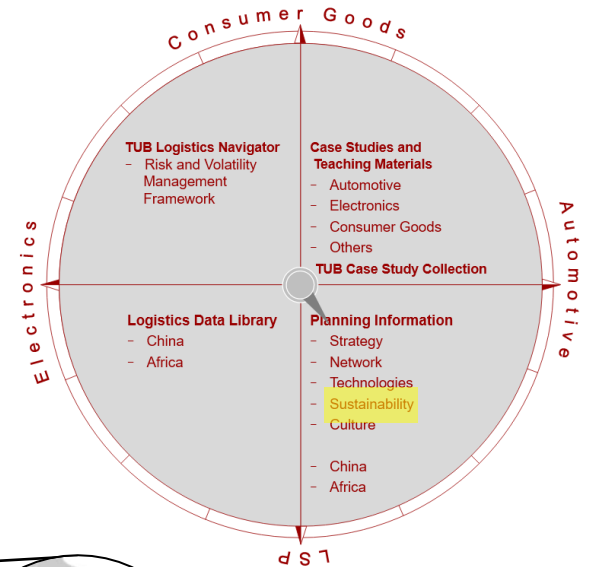 Consumer Goods
TUB Logistics Navigator
- Risk and Volatility
Management
Framework
Case Studies and
Teaching Materials
- Automotive
- Electronics
- Consumer Goods
- Others
TUB Case Study Collection
Electronics
Automotive
Logistics Data Library
- China
- Africa
Planning Information
- Strategy
- Network
- Technologies
- Sustainability
- Culture
- China
- Africa
LSP